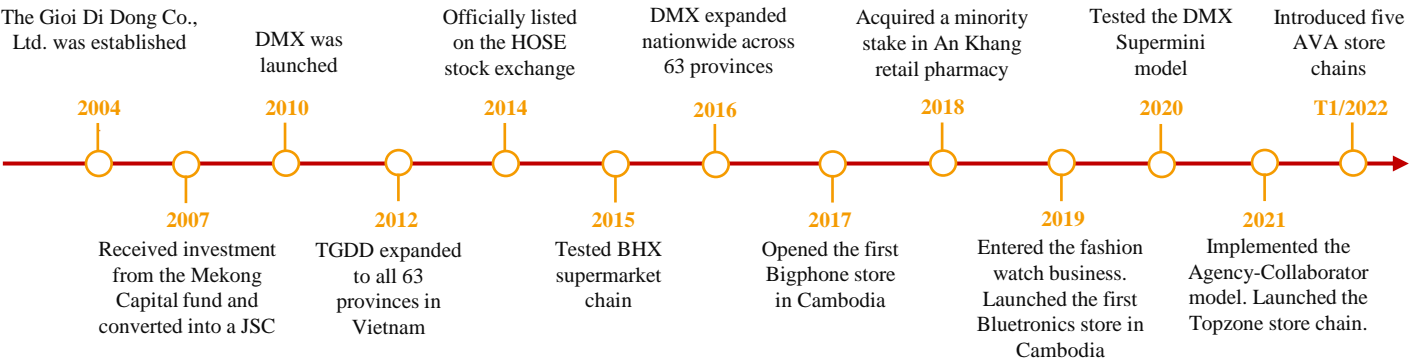 The Gioi Di Dong Co.,
Ltd. was established
2004
2007
Received investment
from the Mekong
Capital fund and
converted into a JSC
DMX was
launched
2010
2012
TGDD expanded
to all 63
provinces in
Vietnam
Officially listed
on the HOSE
stock exchange
2014
2015
Tested BHX
supermarket
chain
DMX expanded
nationwide across
63 provinces
2016
2017
Opened the first
Bigphone store
in Cambodia
Acquired a minority
stake in An Khang
retail pharmacy
2018
2019
Entered the fashion
watch business.
Launched the first
Bluetronics store in
Cambodia
Tested the DMX
Supermini
model
2020
2021
Implemented the
Agency-Collaborator
model. Launched the
Topzone store chain.
Introduced five
AVA store
chains
T1/2022